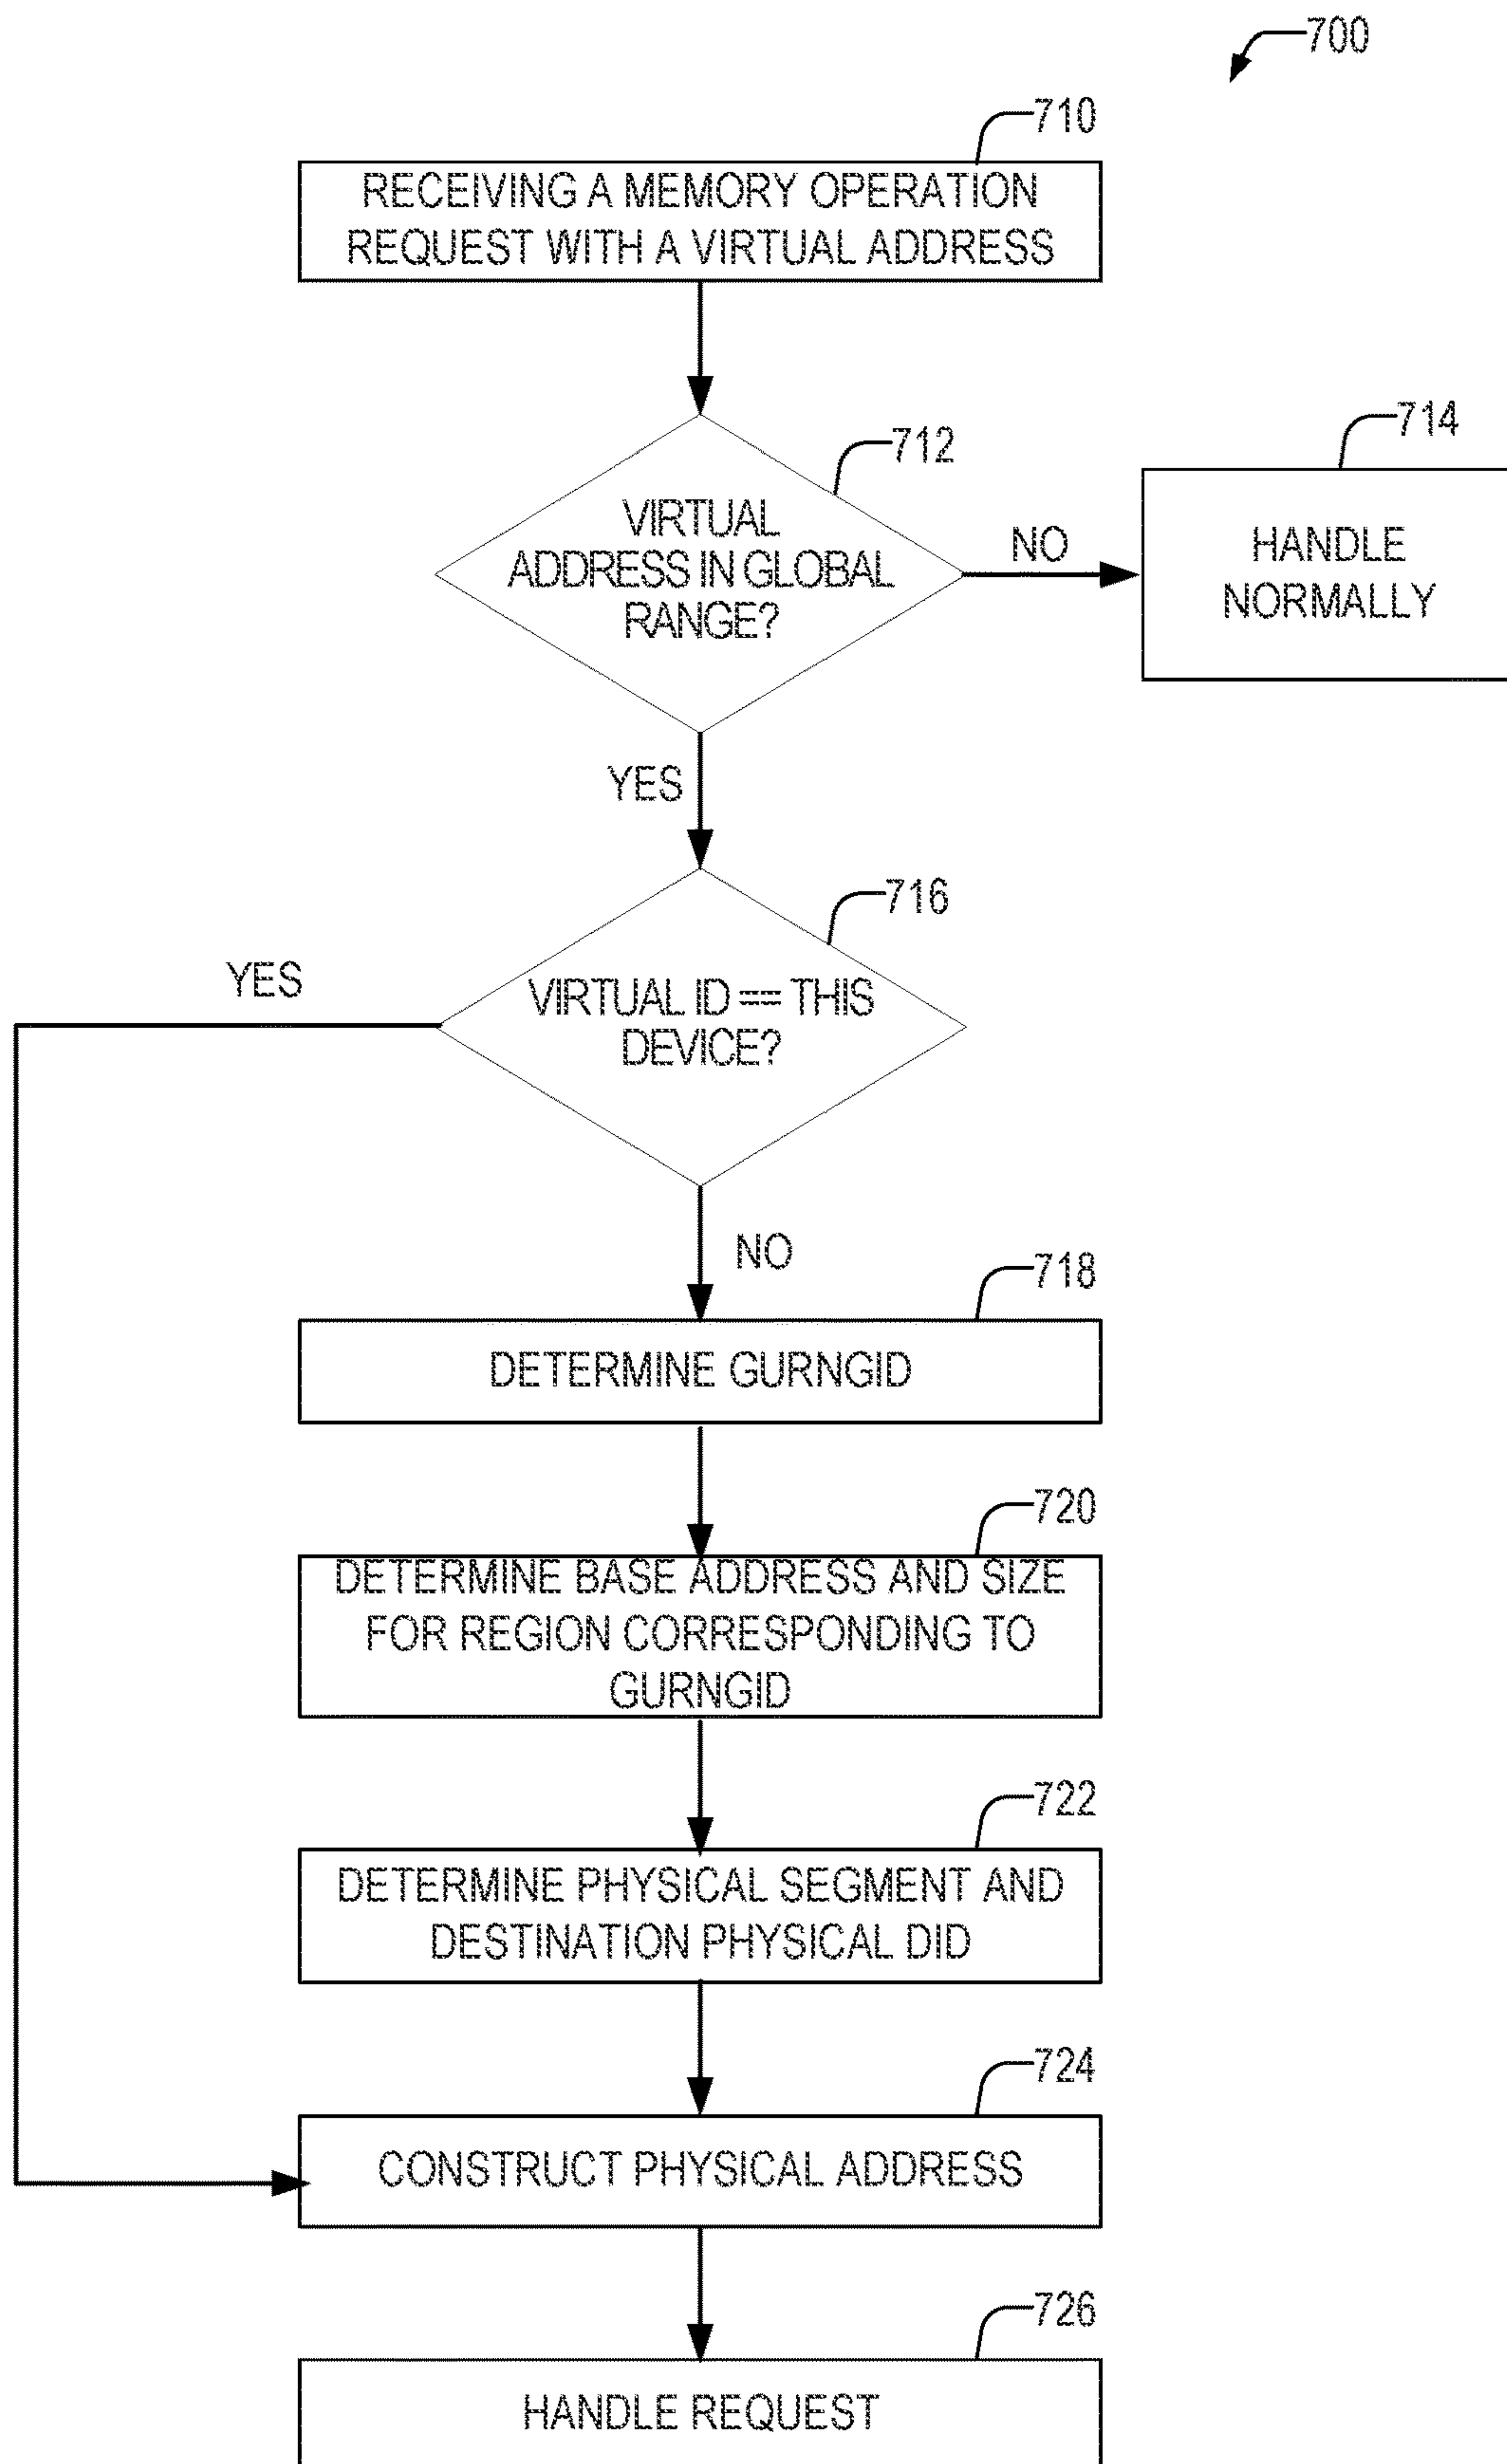 700
710
RECEIVING A MEMORY OPERATION
REQUEST WITH A VIRTUAL ADDRESS
712
714
VIRTUAL
ADDRESS IN GLOBAL
RANGE?
NO
HANDLE
NORMALLY
YES
716
YES
VIRTUAL ID == THIS
DEVICE?
NO
718
DETERMINE GURNGID
720
DETERMINE BASE ADDRESS AND SIZE
FOR REGION CORRESPONDING TO
GURNGID
722
DETERMINE PHYSICAL SEGMENT AND
DESTINATION PHYSICAL DID
724
CONSTRUCT PHYSICAL ADDRESS
726
HANDLE REQUEST